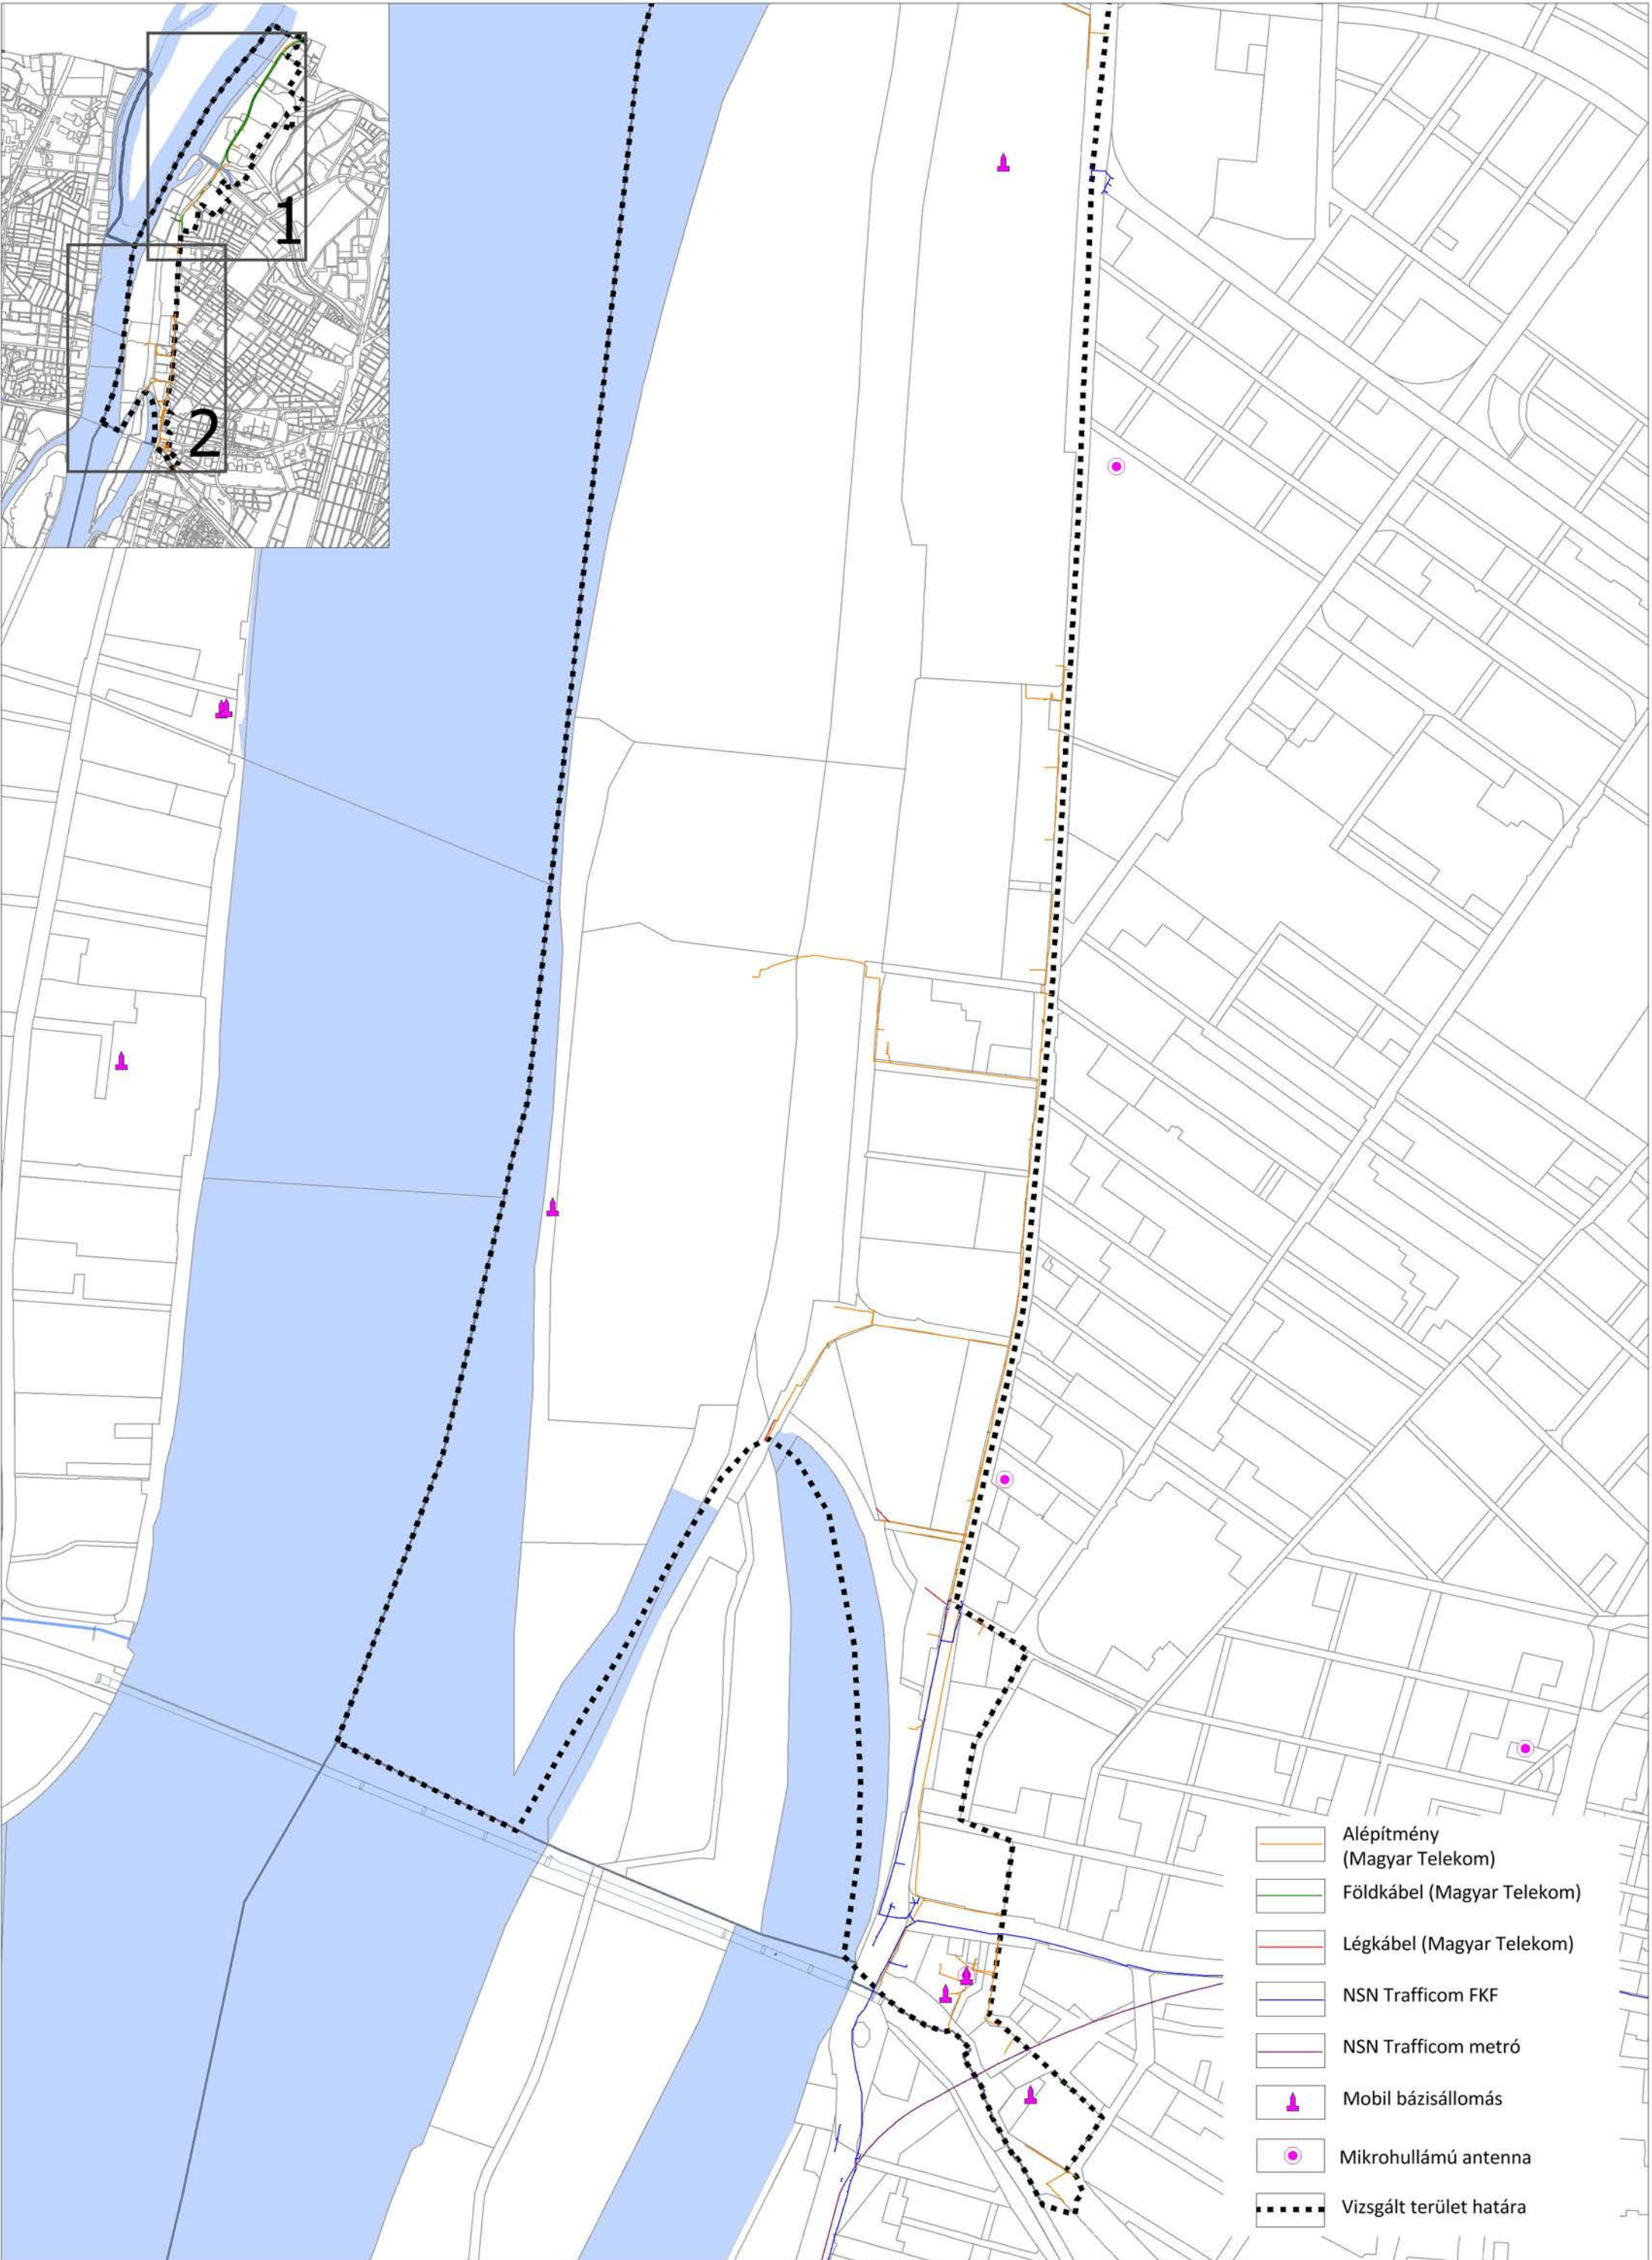 1
2
Alépítmény
(Magyar Telekom)
Földkábel (Magyar Telekom)
Légkábel (Magyar Telekom)
NSN Trafficom FKF
NSN Trafficom metró
Mobil bázisállomás
Mikrohullámú antenna
Vizsgált terület határa